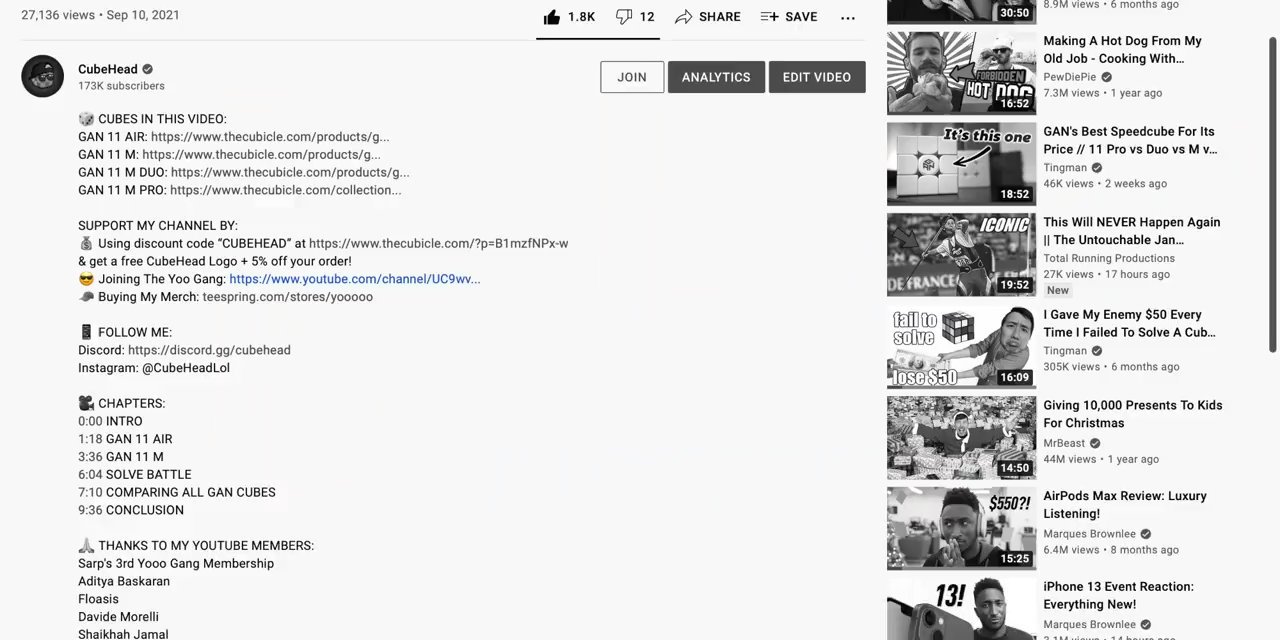 27,136 views • Sep 10, 2021
1.8K
12
SHARE
SAVE
CubeHead
173K subscribers
JOIN
ANALYTICS
EDIT VIDEO
CUBES IN THIS VIDEO:
GAN 11 AIR: https://www.thecubicle.com/products/g...
GAN 11 M: https://www.thecubicle.com/products/g...
GAN 11 M DUO: https://www.thecubicle.com/products/g...
GAN 11 M PRO: https://www.thecubicle.com/collection...
SUPPORT MY CHANNEL BY:
💰 Using discount code “CUBEHEAD” at https://www.thecubicle.com/?p=B1mzfNPx-w
& get a free CubeHead Logo + 5% off your order!
😎 Joining The Yoo Gang: https://www.youtube.com/channel/UC9wv...
🧢 Buying My Merch: teespring.com/stores/yooooo
📱 FOLLOW ME:
Discord: https://discord.gg/cubehead
Instagram: @CubeHeadLol
🎥 CHAPTERS:
0:00 INTRO
1:18 GAN 11 AIR
3:36 GAN 11 M
6:04 SOLVE BATTLE
7:10 COMPARING ALL GAN CUBES
9:36 CONCLUSION
🙏 THANKS TO MY YOUTUBE MEMBERS:
Sarp's 3rd Yooo Gang Membership
Aditya Baskaran
Floasis
Davide Morelli
Shaikhah Jamal
30:50
8.9M views • 6 months ago
FORBIDDEN
HOT DOG
16:52
Making A Hot Dog From My
Old Job - Cooking With...
PewDiePie
7.3M views • 1 year ago
It's this one
18:52
GAN's Best Speedcube For Its
Price // 11 Pro vs Duo vs M v...
Tingman
46K views • 2 weeks ago
ICONIC
DE FRANCE
19:52
This Will NEVER Happen Again
|| The Untouchable Jan...
Total Running Productions
27K views • 17 hours ago
New
fail to
solve
lose $50
16:09
I Gave My Enemy $50 Every
Time I Failed To Solve A Cub...
Tingman
305K views • 6 months ago
14:50
Giving 10,000 Presents To Kids
For Christmas
MrBeast
44M views • 1 year ago
$550?!
15:25
AirPods Max Review: Luxury
Listening!
Marques Brownlee
6.4M views • 8 months ago
13!
iPhone 13 Event Reaction:
Everything New!
Marques Brownlee
3.1M views • 14 hours ago